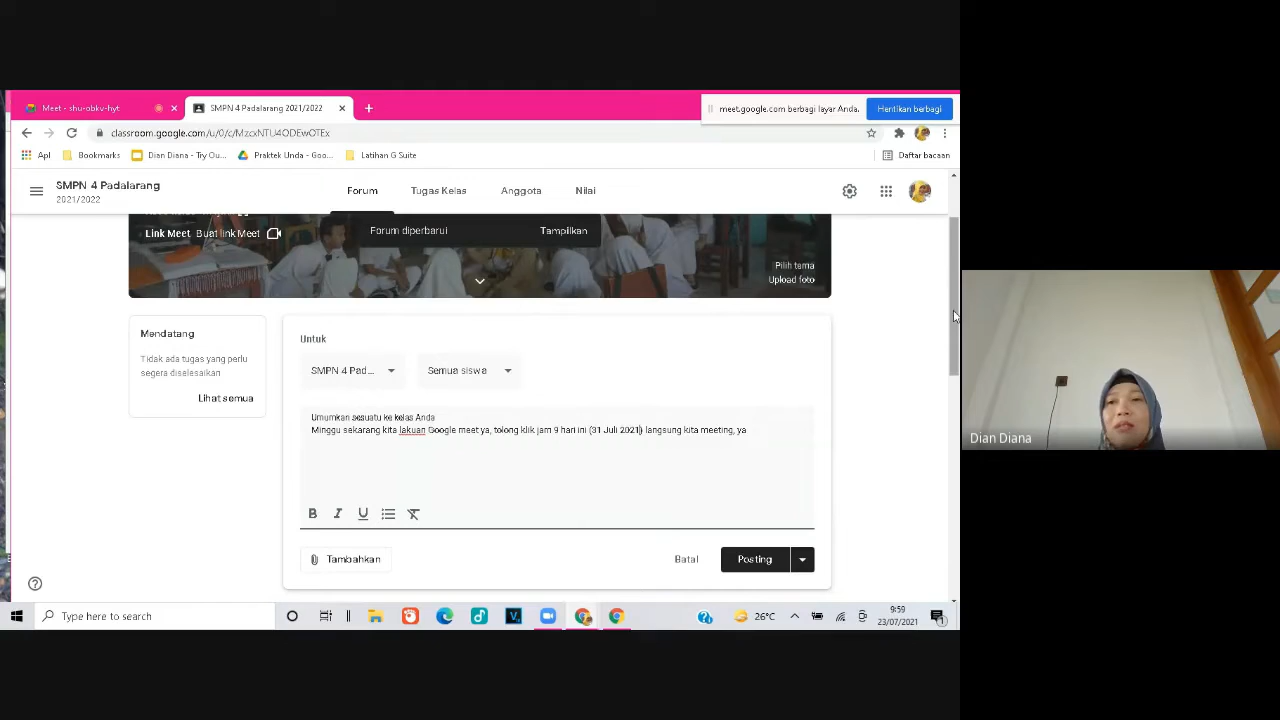 Meet - shu-obkv-hyt
SMPN 4 Padalarang 2021/2022
meet.google.com berbagi layar Anda.
Hentikan berbagi
classroom.google.com/u/0/c/MzcxNTU4ODEwOTEx
Apl
Bookmarks
Dian Diana - Try Ou...
Praktek Unda - Goo...
Latihan G Suite
Daftar bacaan
SMPN 4 Padalarang
2021/2022
Forum
Tugas Kelas
Anggota
Nilai
Link Meet Buat link Meet
Forum diperbarui
Tampilkan
Pilih tema
Upload foto
Mendatang
Tidak ada tugas yang perlu
segera diselesaikan
Lihat semua
Untuk
SMPN 4 Pad...
Semua siswa
Umumkan sesuatu ke kelas Anda
Minggu sekarang kita lakuan Google meet ya, tolong klik jam 9 hari ini (31 Juli 2021) langsung kita meeting, ya
B I U
Tambahkan
Batal
Posting
Dian Diana
Type here to search
26°C
9:59
23/07/2021